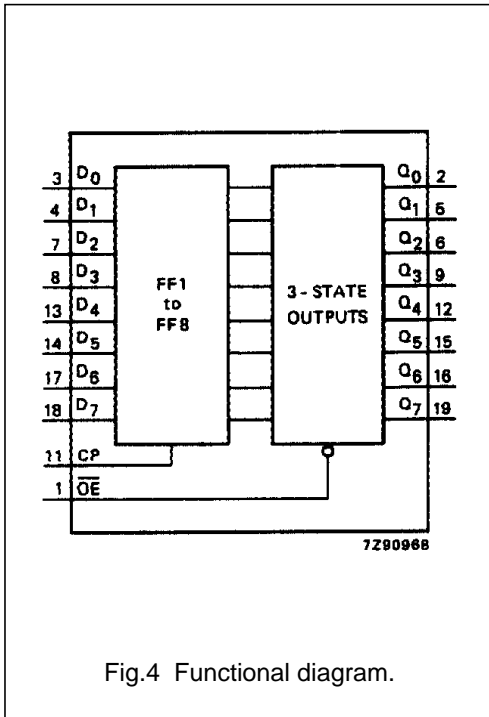 3 D0
4 D1
7 D2
8 D3
13 D4
14 D5
17 D6
18 D7
11 CP
1 O̅E̅
FF1
to
FF8
3-STATE
OUTPUTS
Q0 2
Q1 5
Q2 6
Q3 9
Q4 12
Q5 15
Q6 16
Q7 19
7Z90968
Fig.4 Functional diagram.